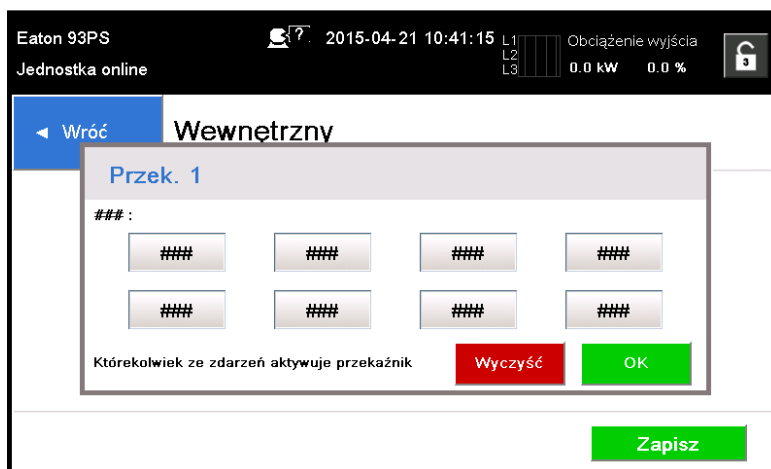 Eaton 93PS
? 2015-04-21 10:41:15
L1
L2
L3
Obciążenie wyjścia
0.0 kW 0.0 %
3
Jednostka online
◄ Wróć
Wewnętrzny
Przek. 1
### :
### ### ### ###
### ### ### ###
Którekolwiek ze zdarzeń aktywuje przekaźnik
Wyczyść
OK
Zapisz